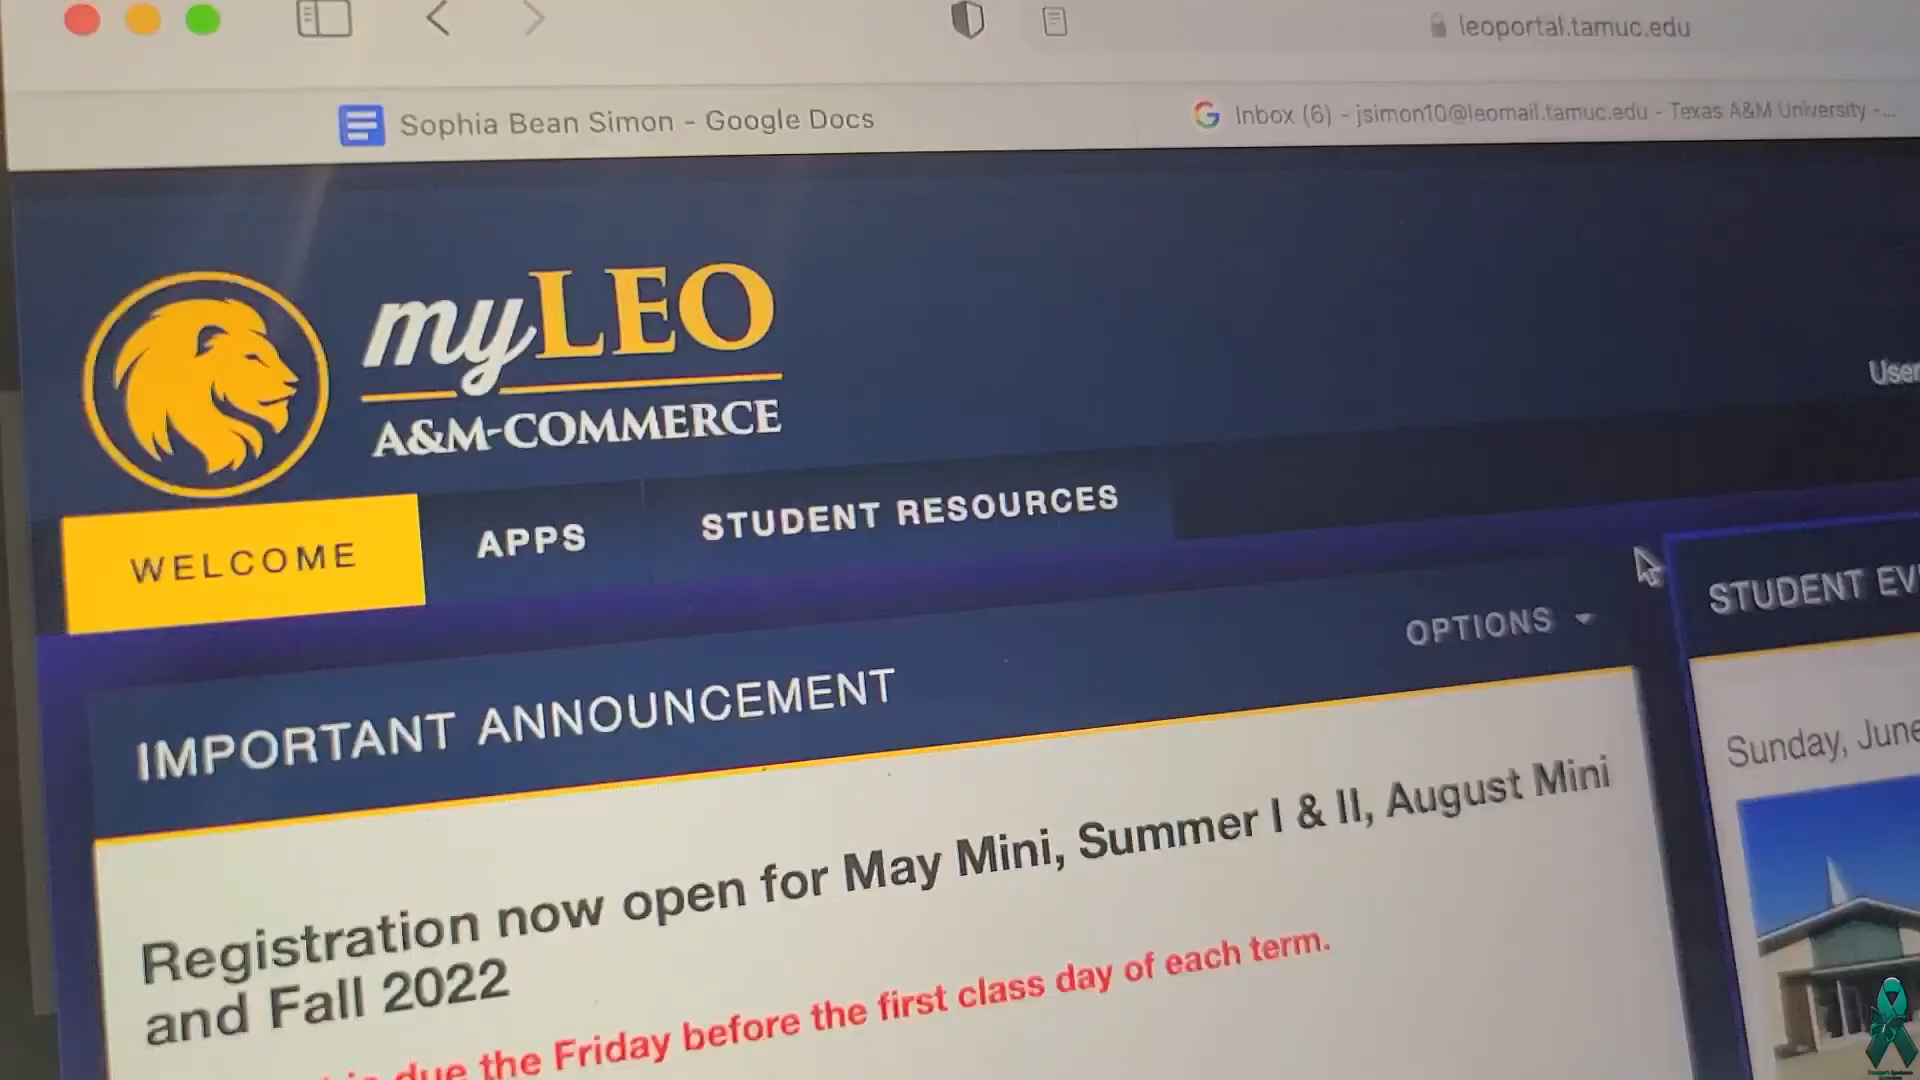 leoportal.tamuc.edu
Sophia Bean Simon - Google Docs
Inbox (6) - jsimon10@leomail.tamuc.edu - Texas A&M University -...
myLEO
A&M-COMMERCE
User
WELCOME
APPS
STUDENT RESOURCES
OPTIONS
STUDENT EV
IMPORTANT ANNOUNCEMENT
Sunday, June
Registration now open for May Mini, Summer I & II, August Mini
and Fall 2022
due the Friday before the first class day of each term.